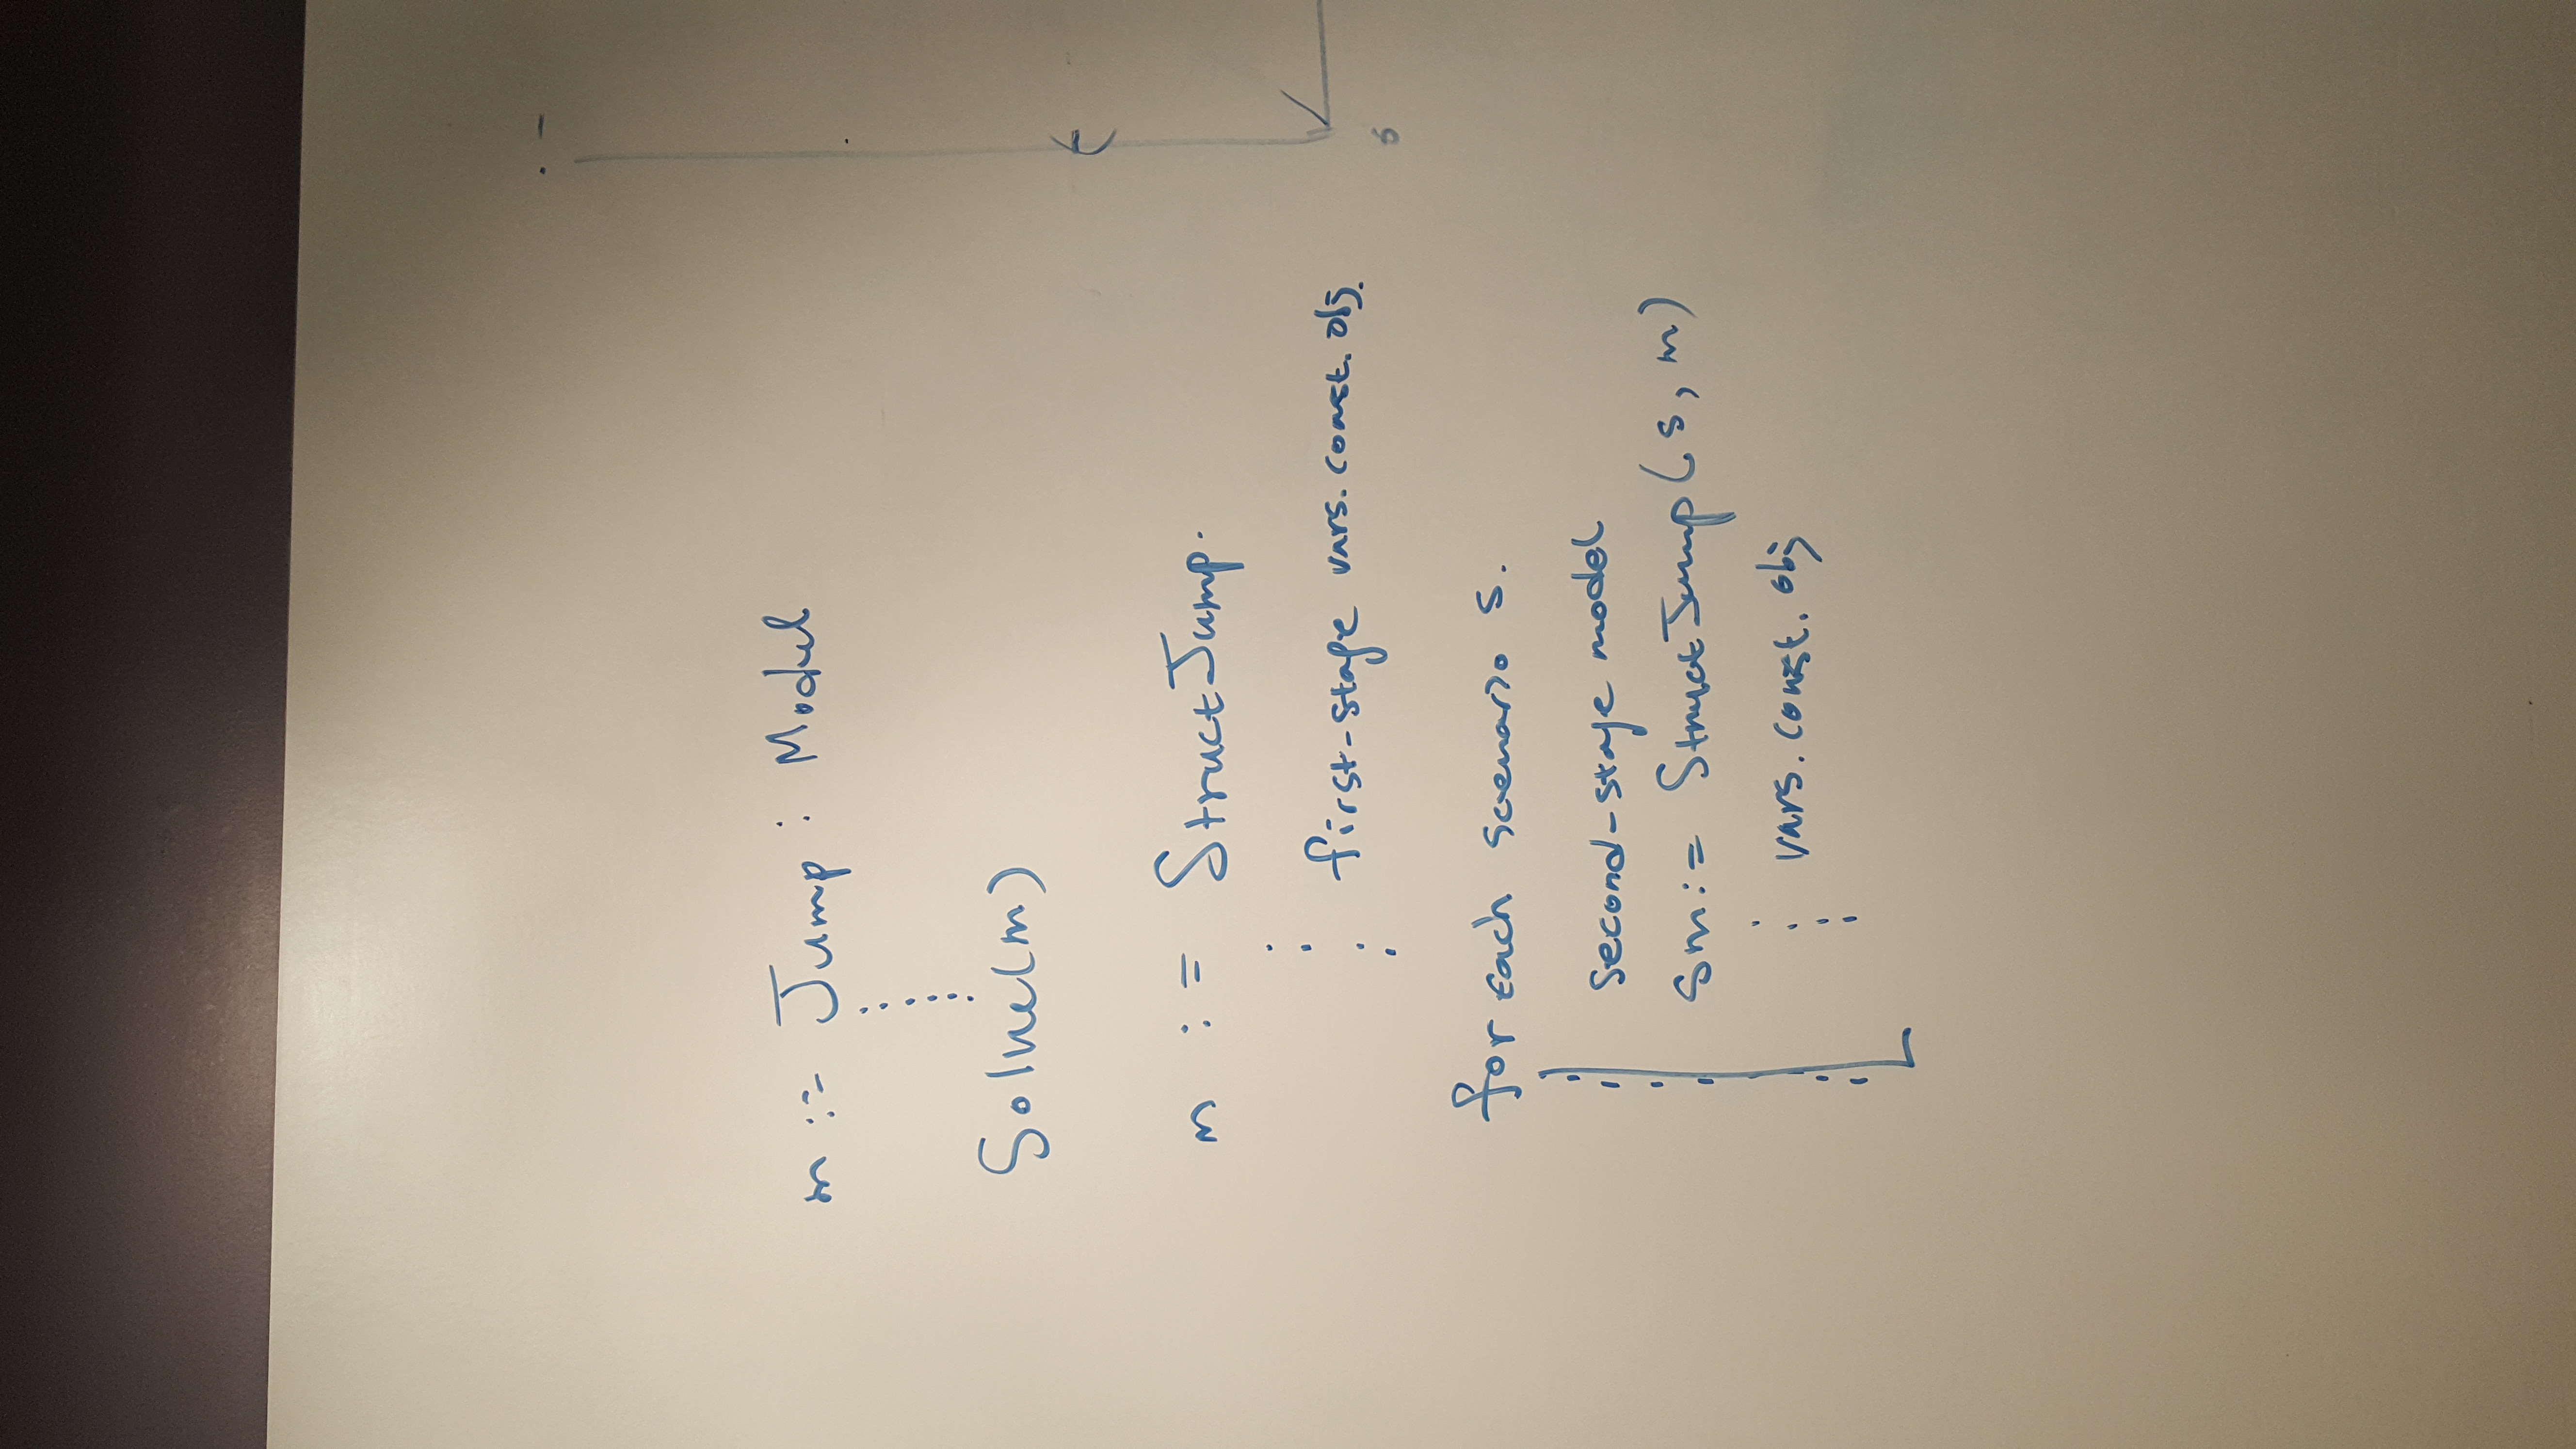 m := Jump : Model
Solve(m)
m := StructJump.
first-stage vars. const. obj.
for each scenario s.
second-stage model
sm := StructJump(s, m)
vars. const. obj